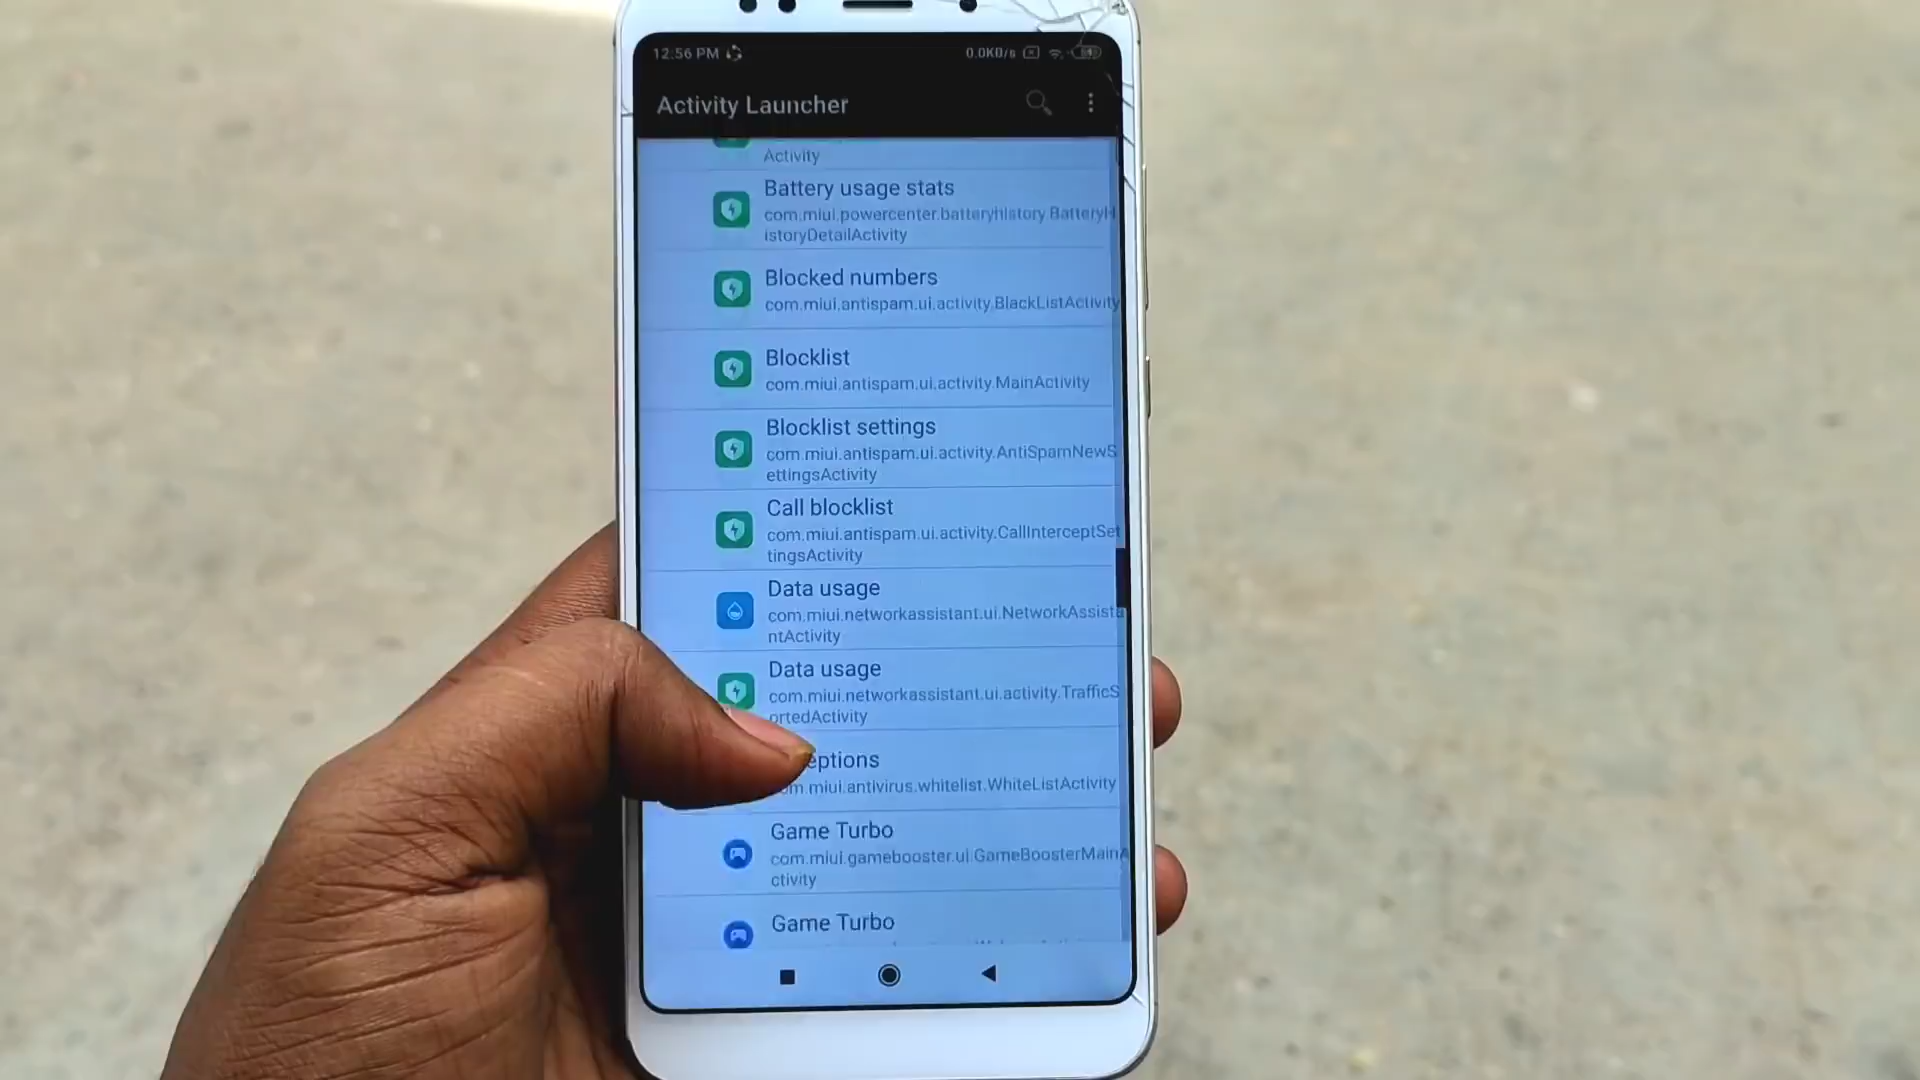 12:56 PM
0.0KB/s
Activity Launcher
Activity
Battery usage stats
com.miui.powercenter.batteryhistory.BatteryH
istoryDetailActivity
Blocked numbers
com.miui.antispam.ui.activity.BlackListActivity
Blocklist
com.miui.antispam.ui.activity.MainActivity
Blocklist settings
com.miui.antispam.ui.activity.AntiSpamNewS
ettingsActivity
Call blocklist
com.miui.antispam.ui.activity.CallInterceptSet
tingsActivity
Data usage
com.miui.networkassistant.ui.NetworkAssista
ntActivity
Data usage
com.miui.networkassistant.ui.activity.TrafficS
ortedActivity
eptions
om.miui.antivirus.whitelist.WhiteListActivity
Game Turbo
com.miui.gamebooster.ui.GameBoosterMainA
ctivity
Game Turbo